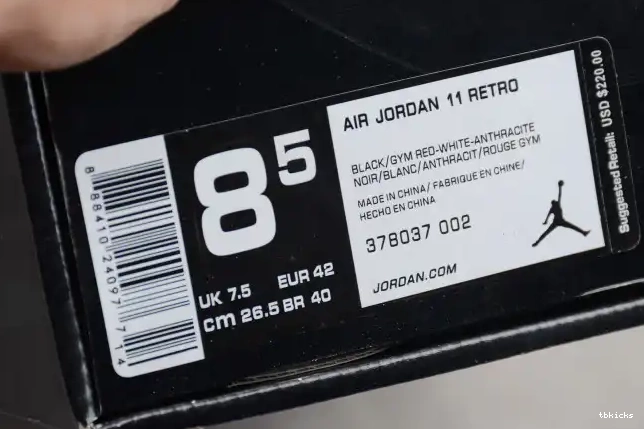 AIR JORDAN 11 RETRO
BLACK/GYM RED-WHITE-ANTHRACITE
NOIR/BLANC/ANTHRACIT/ROUGE GYM
MADE IN CHINA/ FABRIQUE EN CHINE/
HECHO EN CHINA
378037 002
JORDAN.COM
Suggested Retail: USD $220.00
8 5
UK 7.5 EUR 42
cm 26.5 BR 40
tbkicks